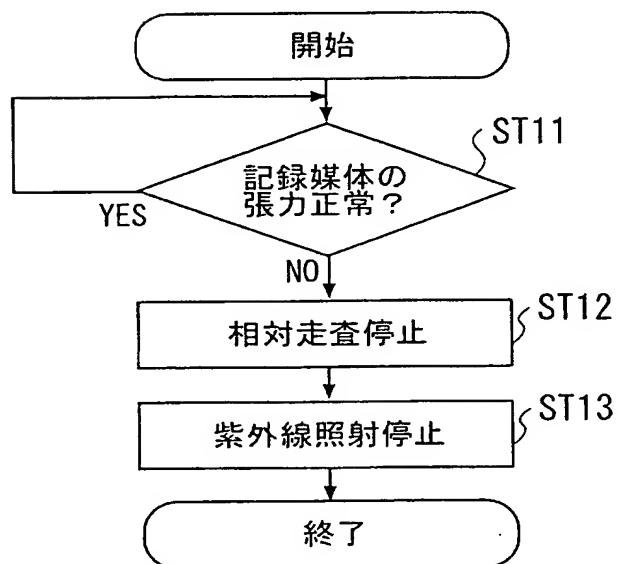 開始
ST11
記録媒体の
張力正常？
YES
NO
ST12
相対走査停止
ST13
紫外線照射停止
終了